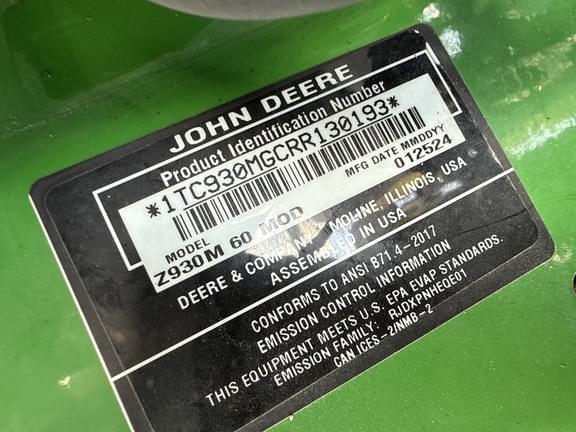 JOHN DEERE
Product Identification Number
*1TC930MGCRR130193*
MODEL MFG DATE MMDDYY
Z930M 60 MOD 012524
DEERE & COMPANY MOLINE, ILLINOIS, USA
ASSEMBLED IN USA
CONFORMS TO ANSI B71.4-2017
EMISSION CONTROL INFORMATION
THIS EQUIPMENT MEETS U.S. EPA EVAP STANDARDS.
EMISSION FAMILY: RJDXPNHEQE01
CAN ICES-2/NMB-2